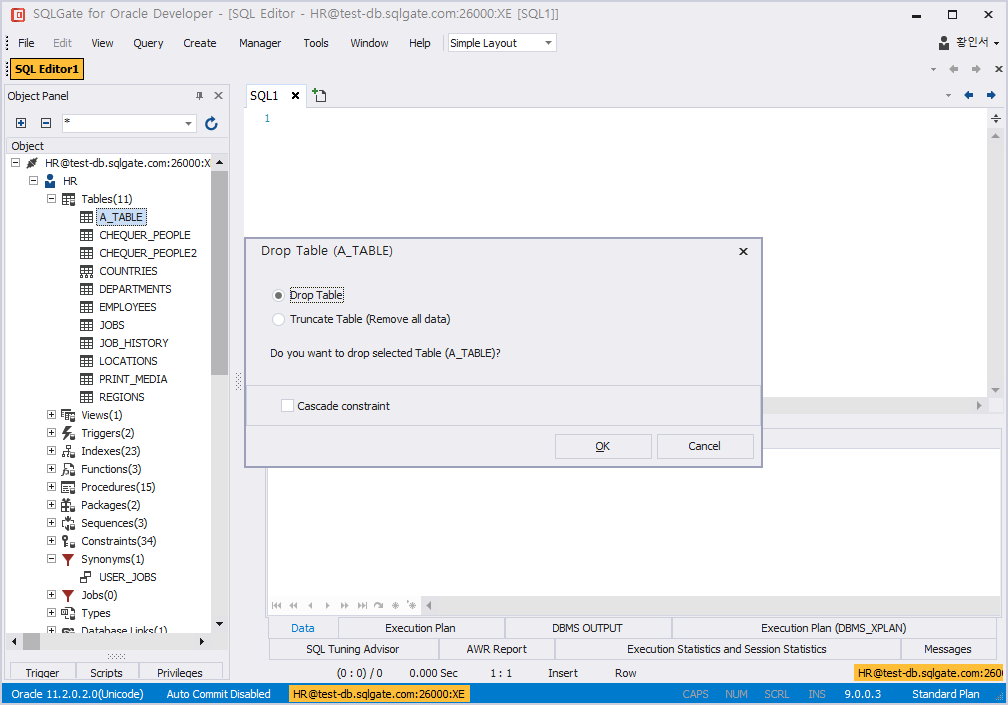 SQLGate for Oracle Developer - [SQL Editor - HR@test-db.sqlgate.com:26000:XE [SQL1]]
File Edit View Query Create Manager Tools Window Help Simple Layout 황인서
SQL Editor1
Object Panel
SQL1
*
1
Object
HR@test-db.sqlgate.com:26000:X
HR
Tables(11)
A_TABLE
CHEQUER_PEOPLE
CHEQUER_PEOPLE2
COUNTRIES
DEPARTMENTS
EMPLOYEES
JOBS
JOB_HISTORY
LOCATIONS
PRINT_MEDIA
REGIONS
Views(1)
Triggers(2)
Indexes(23)
Functions(3)
Procedures(15)
Packages(2)
Sequences(3)
Constraints(34)
Synonyms(1)
USER_JOBS
Jobs(0)
Types
Database Links(1)
Trigger Scripts Privileges
Drop Table (A_TABLE)
Drop Table
Truncate Table (Remove all data)
Do you want to drop selected Table (A_TABLE)?
Cascade constraint
OK Cancel
Data Execution Plan DBMS OUTPUT Execution Plan (DBMS_XPLAN)
SQL Tuning Advisor AWR Report Execution Statistics and Session Statistics Messages
(0 : 0) / 0 0.000 Sec 1 : 1 Insert Row HR@test-db.sqlgate.com:2600
Oracle 11.2.0.2.0(Unicode) Auto Commit Disabled HR@test-db.sqlgate.com:26000:XE CAPS NUM SCRL INS 9.0.0.3 Standard Plan